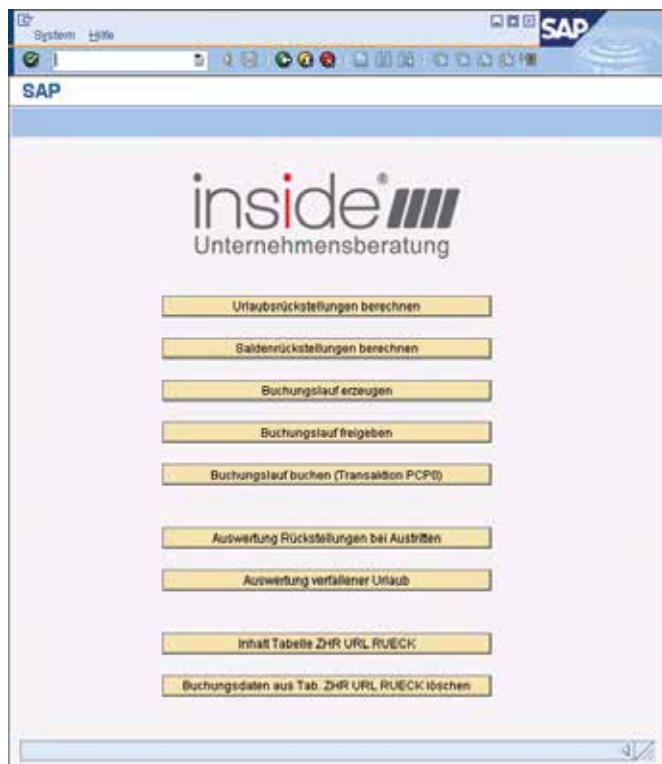 System Hilfe
SAP
SAP
inside®
Unternehmensberatung
Urlaubsrückstellungen berechnen
Saldenrückstellungen berechnen
Buchungslauf erzeugen
Buchungslauf freigeben
Buchungslauf buchen (Transaktion PCP0)
Auswertung Rückstellungen bei Austritten
Auswertung verfallener Urlaub
Inhalt Tabelle ZHR URL RUECK
Buchungsdaten aus Tab. ZHR URL RUECK löschen